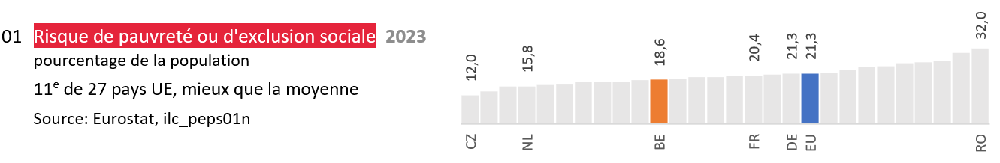 01 Risque de pauvreté ou d'exclusion sociale 2023
pourcentage de la population
11e de 27 pays UE, mieux que la moyenne
Source: Eurostat, ilc_peps01n
12,0
15,8
18,6
20,4
21,3
21,3
32,0
CZ
NL
BE
FR
DE
EU
RO